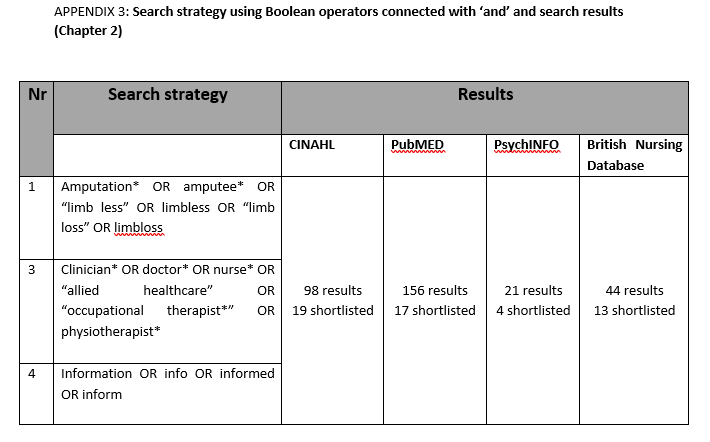 APPENDIX 3: Search strategy using Boolean operators connected with ‘and’ and search results
(Chapter 2)
Nr Search strategy Results
CINAHL PubMED PsychINFO British Nursing
Database
1 Amputation* OR amputee* OR
“limb less” OR limbless OR “limb
loss” OR limbloss
3 Clinician* OR doctor* OR nurse* OR
“allied healthcare” OR
“occupational therapist*” OR
physiotherapist*
98 results 156 results 21 results 44 results
19 shortlisted 17 shortlisted 4 shortlisted 13 shortlisted
4 Information OR info OR informed
OR inform